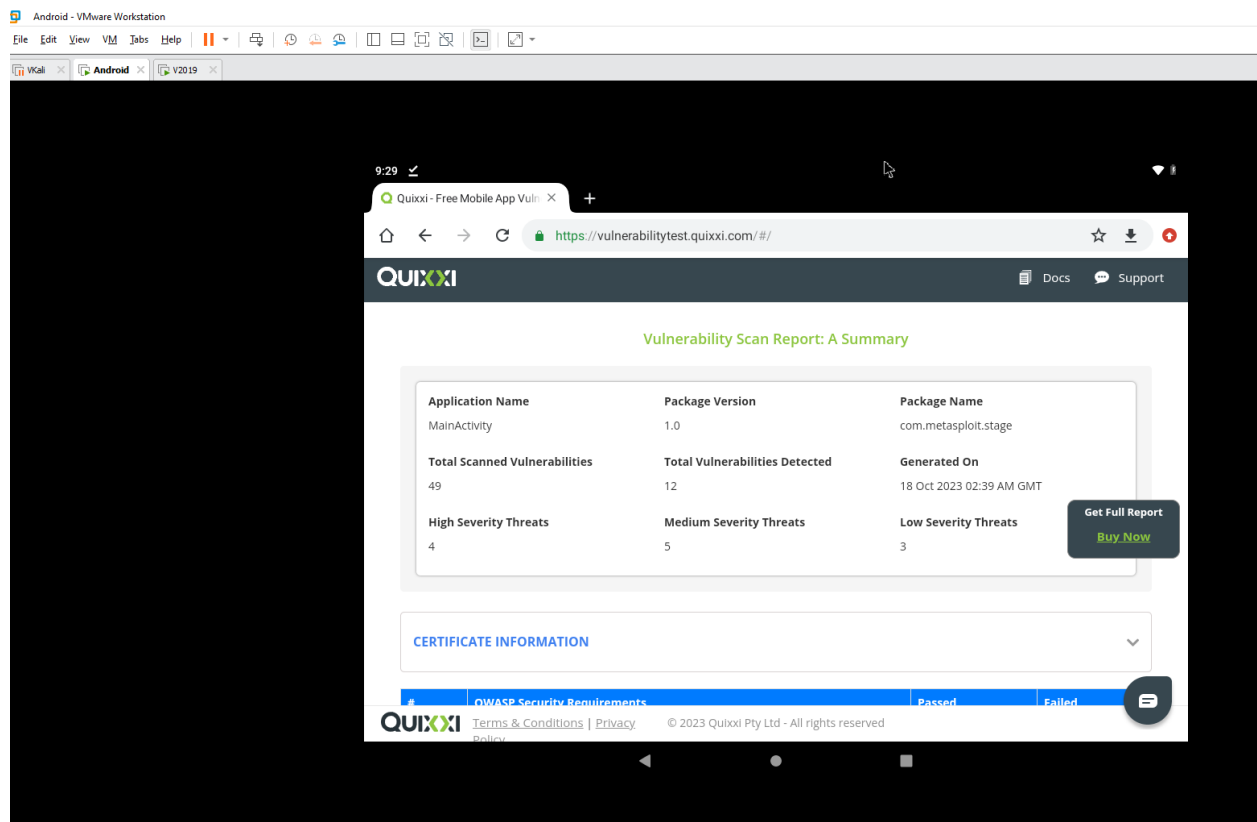 Android - VMware Workstation
File Edit View VM Tabs Help
VKali Android V2019
9:29
Quixxi - Free Mobile App Vuln
https://vulnerabilitytest.quixxi.com/#/
QUIXXI Docs Support
Vulnerability Scan Report: A Summary
Application Name Package Version Package Name
MainActivity 1.0 com.metasploit.stage
Total Scanned Vulnerabilities Total Vulnerabilities Detected Generated On
49 12 18 Oct 2023 02:39 AM GMT
High Severity Threats Medium Severity Threats Low Severity Threats
4 5 3
Get Full Report
Buy Now
CERTIFICATE INFORMATION
# OWASP Security Requirements Passed Failed
QUIXXI Terms & Conditions | Privacy © 2023 Quixxi Pty Ltd - All rights reserved
Policy